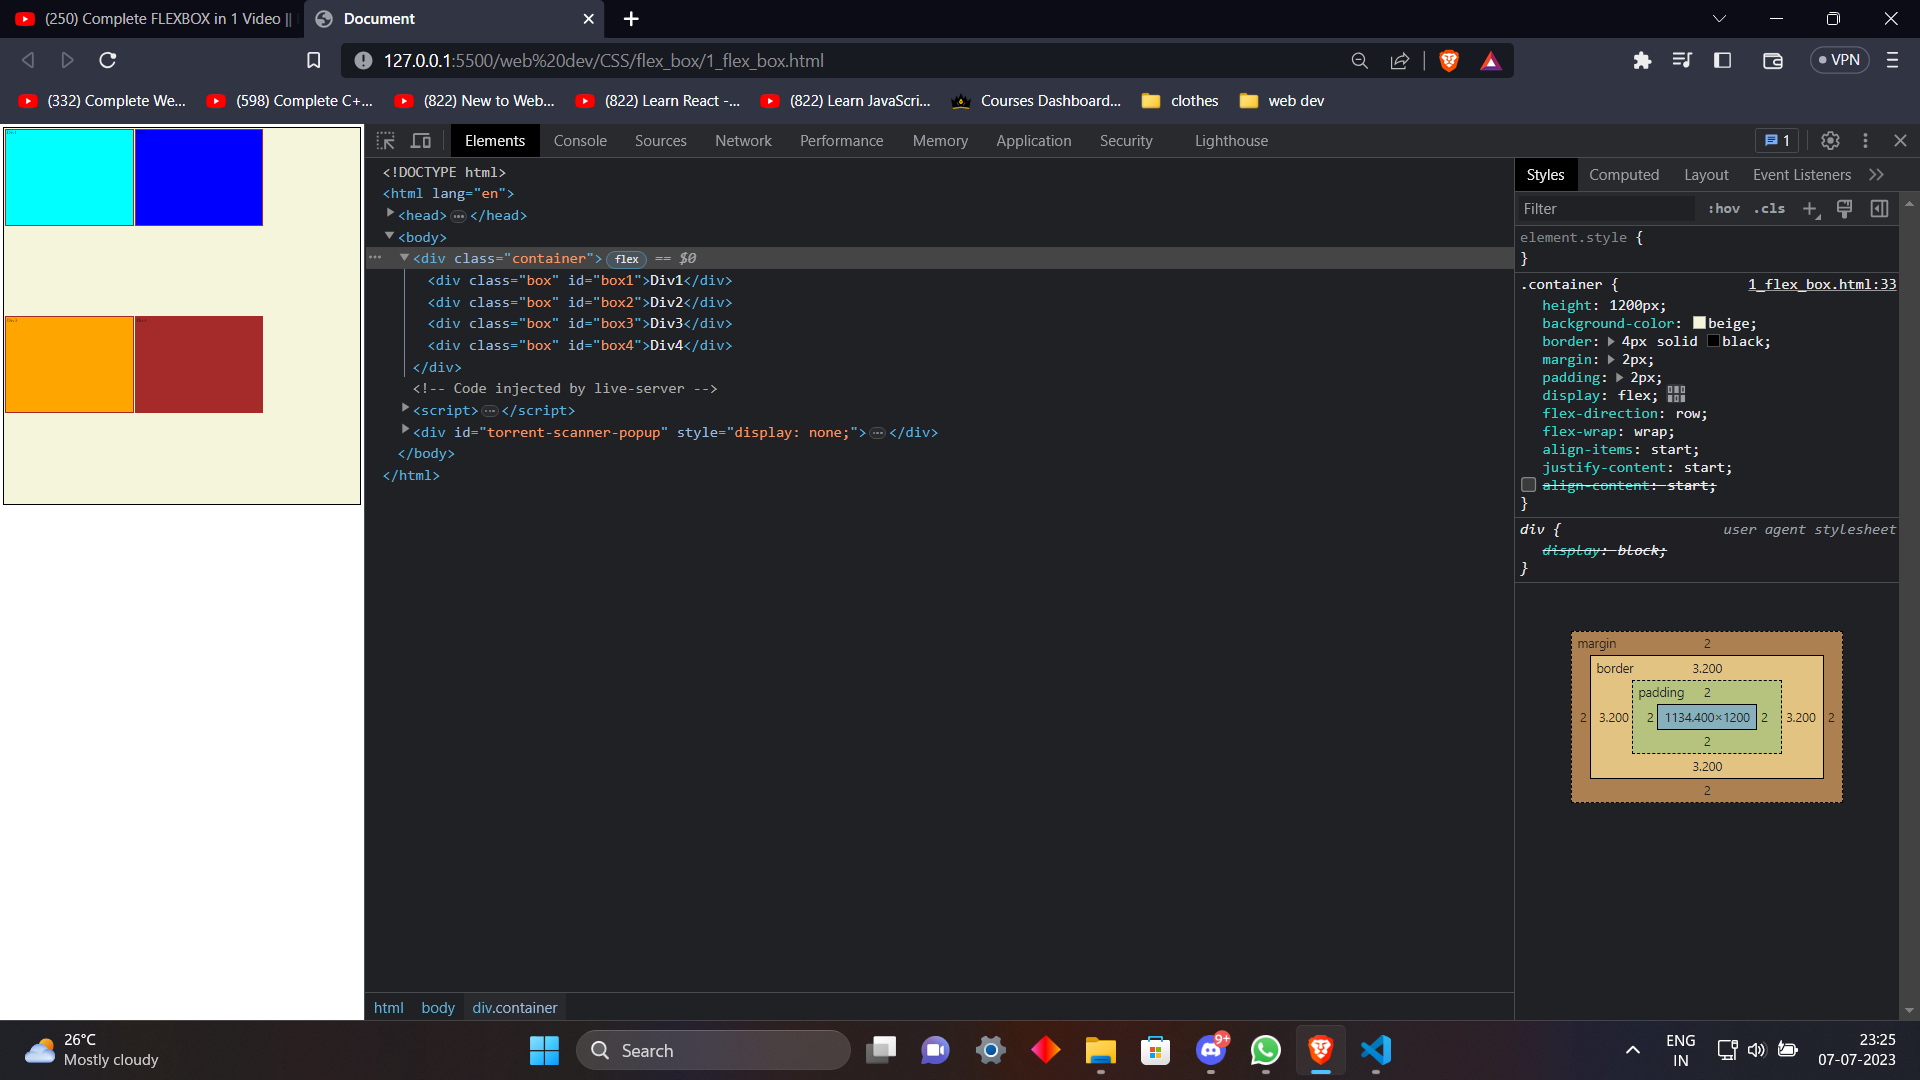 (250) Complete FLEXBOX in 1 Video ||
Document
127.0.0.1:5500/web%20dev/CSS/flex_box/1_flex_box.html
VPN
(332) Complete We...
(598) Complete C+...
(822) New to Web...
(822) Learn React -...
(822) Learn JavaScri...
Courses Dashboard...
clothes
web dev
Elements
Console
Sources
Network
Performance
Memory
Application
Security
Lighthouse
1
<!DOCTYPE html>
<html lang="en">
<head>…</head>
<body>
<div class="container"> flex == $0
<div class="box" id="box1">Div1</div>
<div class="box" id="box2">Div2</div>
<div class="box" id="box3">Div3</div>
<div class="box" id="box4">Div4</div>
</div>
<!-- Code injected by live-server -->
<script>…</script>
<div id="torrent-scanner-popup" style="display: none;">…</div>
</body>
</html>
html body div.container
Styles
Computed
Layout
Event Listeners
Filter
:hov .cls
element.style {
}
.container { 1_flex_box.html:33
height: 1200px;
background-color: beige;
border: 4px solid black;
margin: 2px;
padding: 2px;
display: flex;
flex-direction: row;
flex-wrap: wrap;
align-items: start;
justify-content: start;
align-content: start;
}
div { user agent stylesheet
display: block;
}
margin 2
border 3.200
padding 2
2 3.200 2 1134.400×1200 2 3.200 2
2
3.200
2
26°C
Mostly cloudy
Search
9+
ENG
IN
23:25
07-07-2023